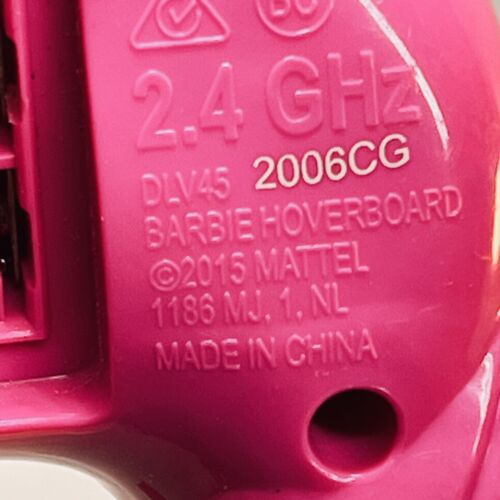 2.4 GHz
DLV45 2006CG
BARBIE HOVERBOARD
©2015 MATTEL
1186 MJ, 1, NL
MADE IN CHINA